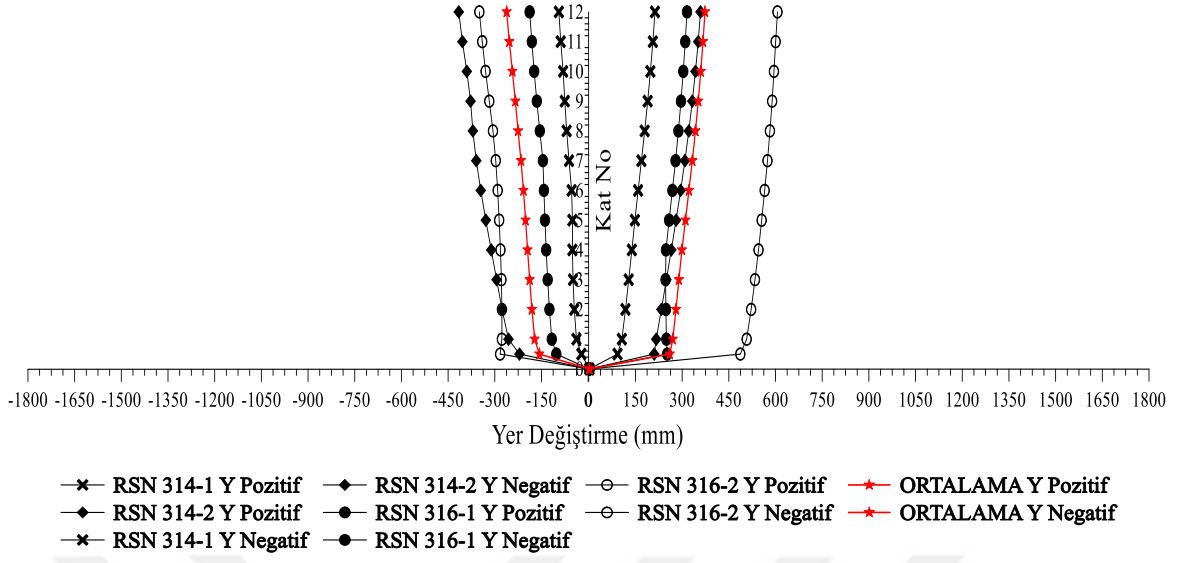 12
11
10
9
8
7
6
5
4
3
2
Kat No
0
-1800 -1650 -1500 -1350 -1200 -1050 -900 -750 -600 -450 -300 -150 0 150 300 450 600 750 900 1050 1200 1350 1500 1650 1800
Yer Değiştirme (mm)
RSN 314-1 Y Pozitif RSN 314-2 Y Negatif RSN 316-2 Y Pozitif ORTALAMA Y Pozitif
RSN 314-2 Y Pozitif RSN 316-1 Y Pozitif RSN 316-2 Y Negatif ORTALAMA Y Negatif
RSN 314-1 Y Negatif RSN 316-1 Y Negatif